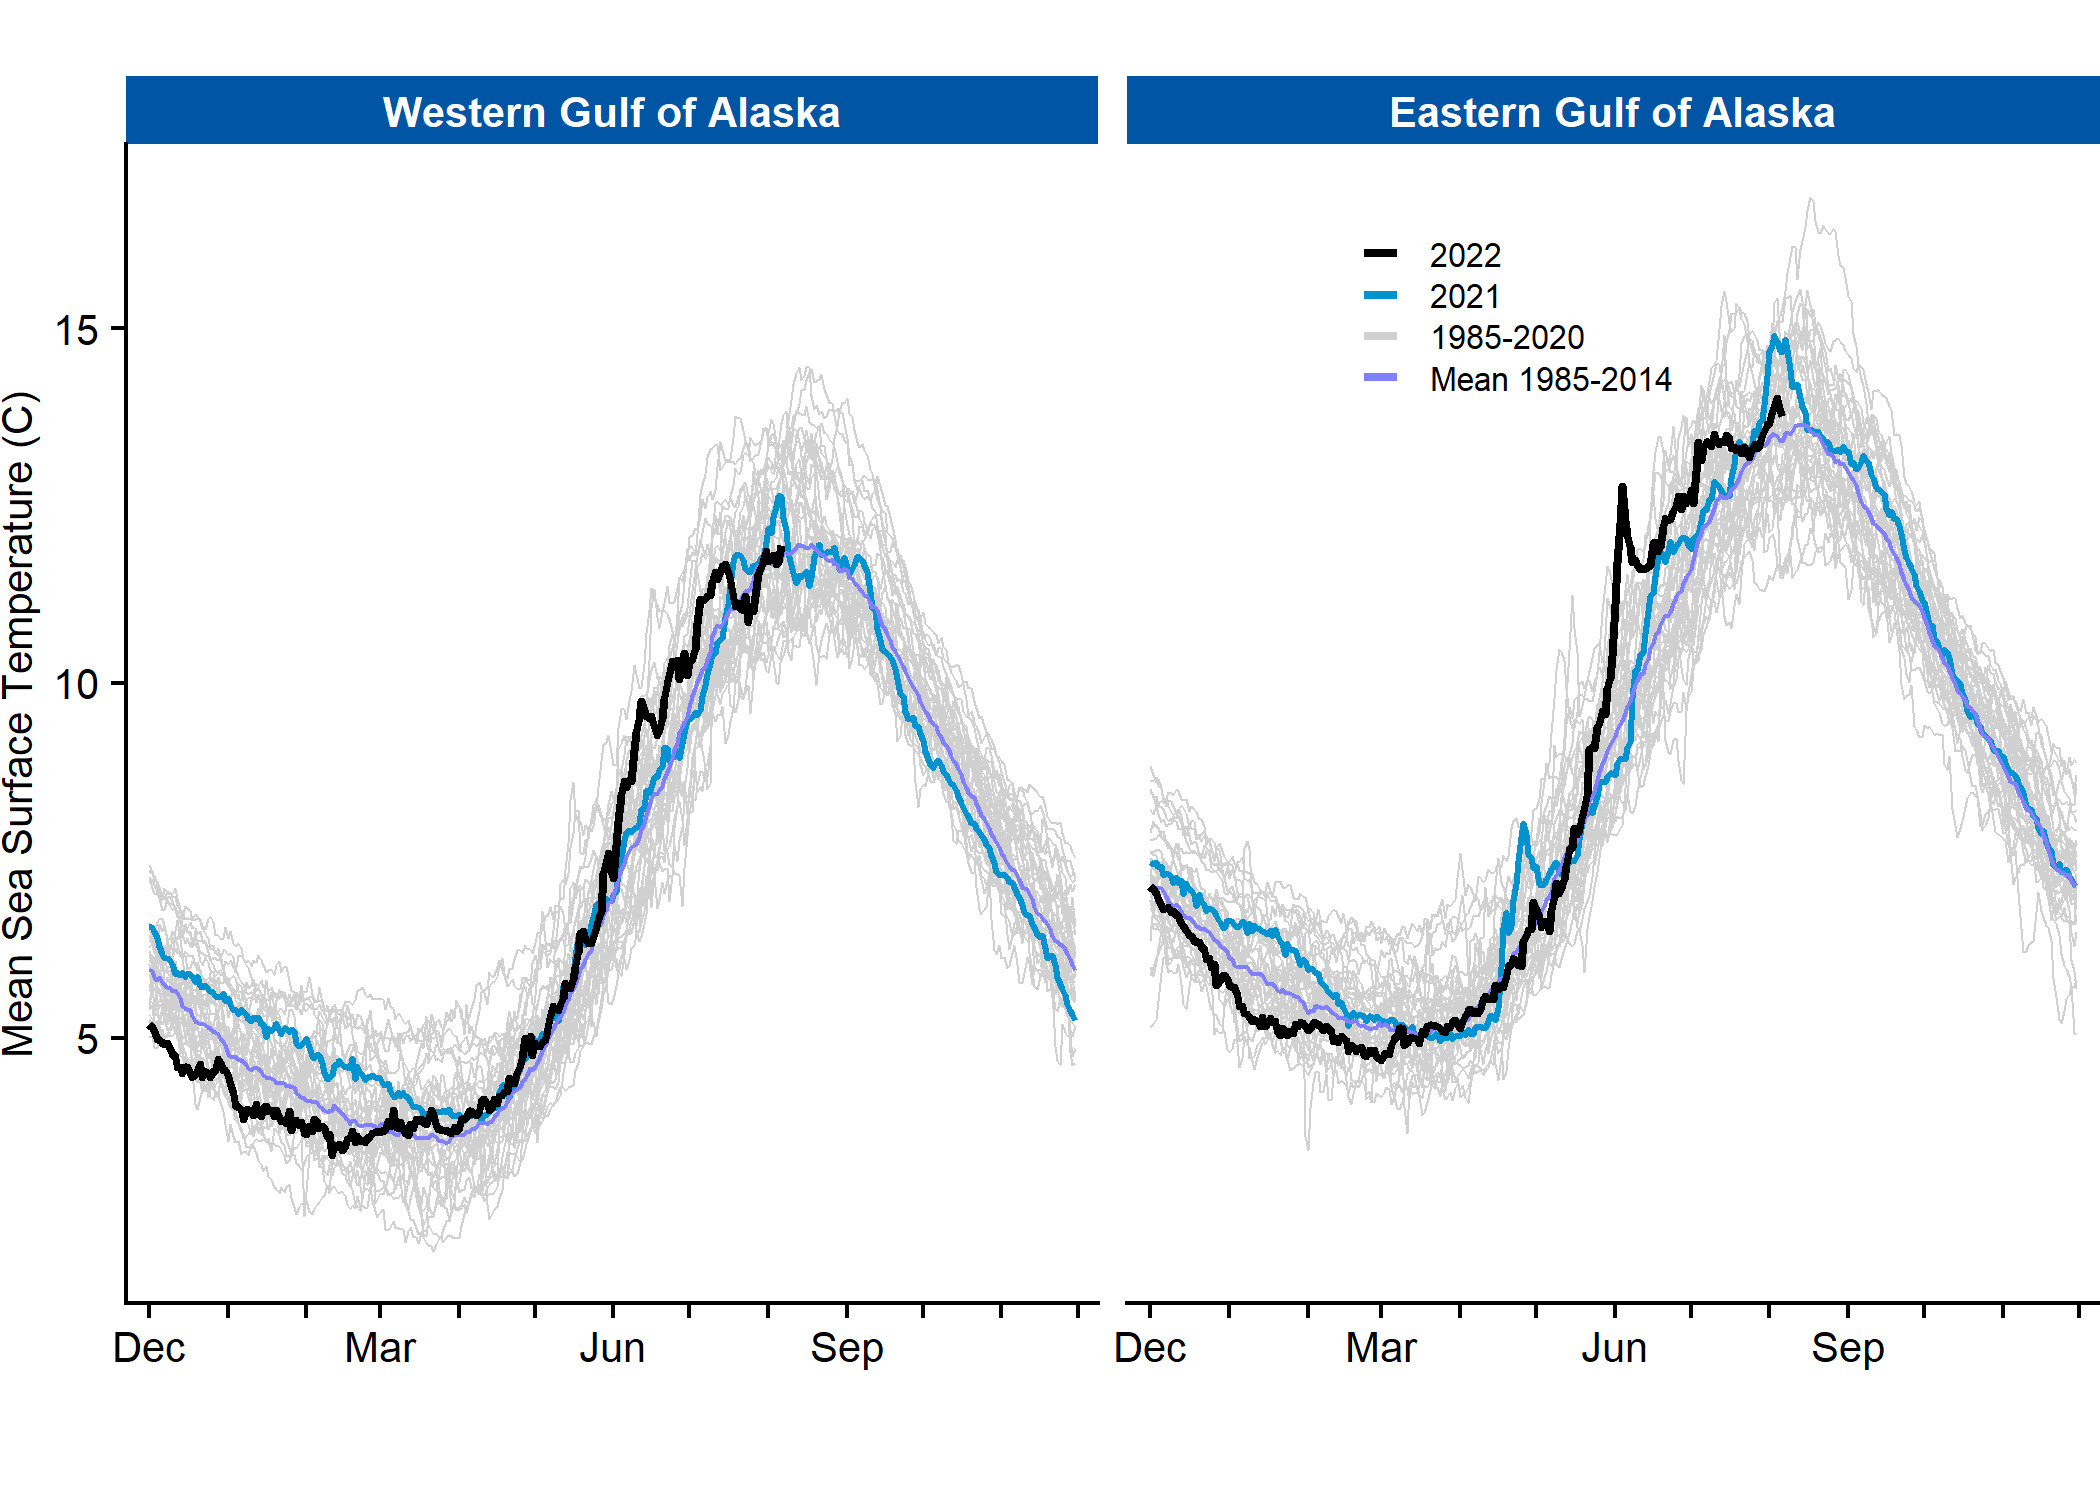 Western Gulf of Alaska
Eastern Gulf of Alaska
2022
2021
1985-2020
Mean 1985-2014
Mean Sea Surface Temperature (C)
15
10
5
Dec Mar Jun Sep
Dec Mar Jun Sep